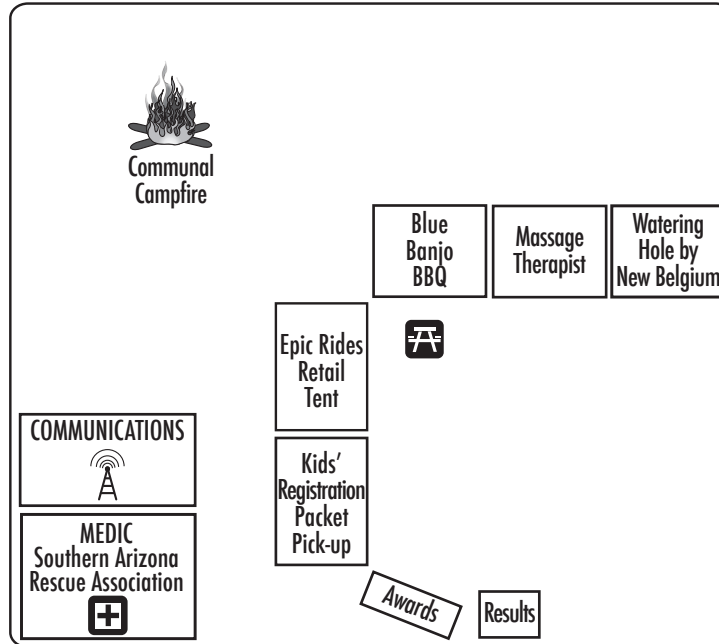 Communal
Campfire
Blue
Banjo
BBQ
Massage
Therapist
Watering
Hole by
New Belgium
Epic Rides
Retail
Tent
COMMUNICATIONS
Kids'
Registration
Packet
Pick-up
MEDIC
Southern Arizona
Rescue Association
Awards
Results